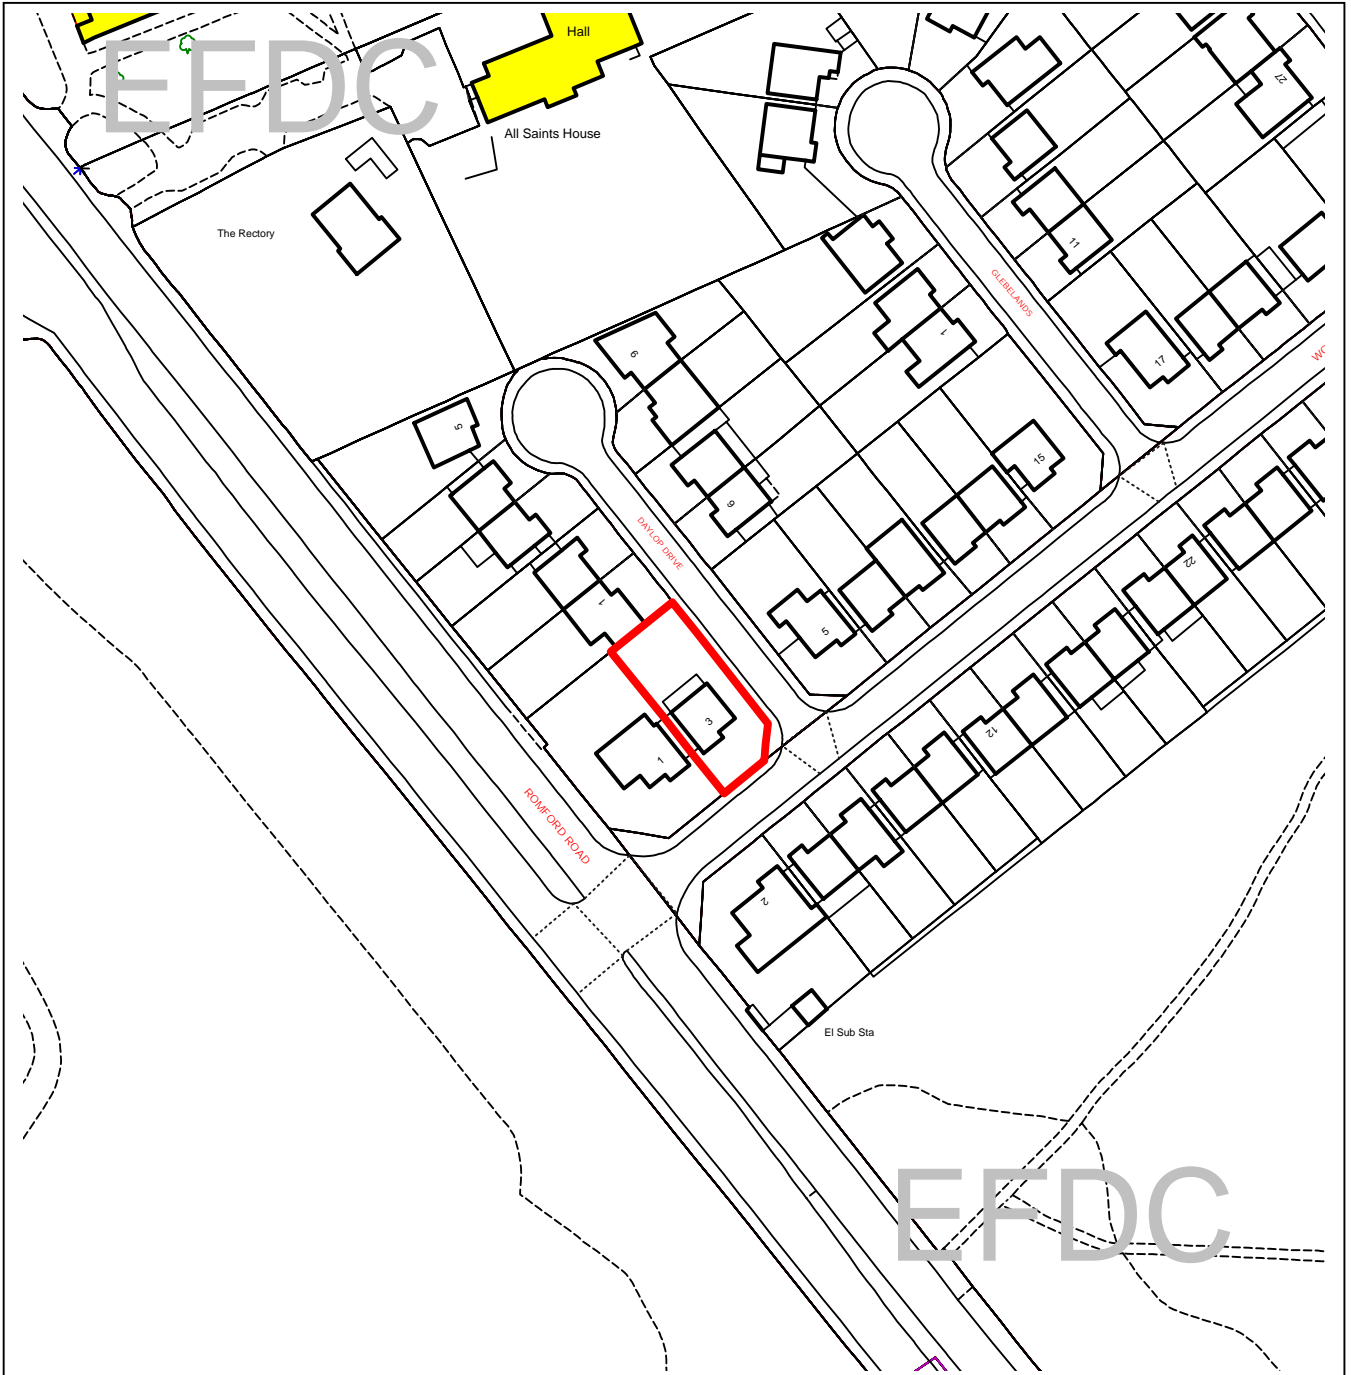 EFDC
Hall
All Saints House
The Rectory
27
11
GLEBELANDS
17
1
6
5
15
9
DAYLOP DRIVE
1
5
22
3
1
12
ROMFORD ROAD
2
El Sub Sta
EFDC